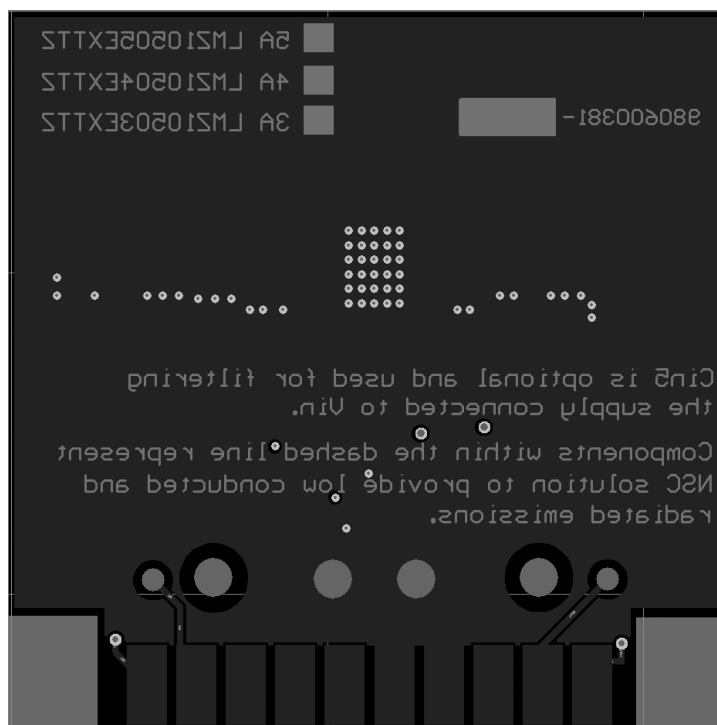 5A LMZ10505EXTTZ
4A LMZ10504EXTTZ
3A LMZ10503EXTTZ
980600381-
Cin5 is optional and used for filtering
the supply connected to Vin.
Components within the dashed line represent
NSC solution to provide low conducted and
radiated emissions.